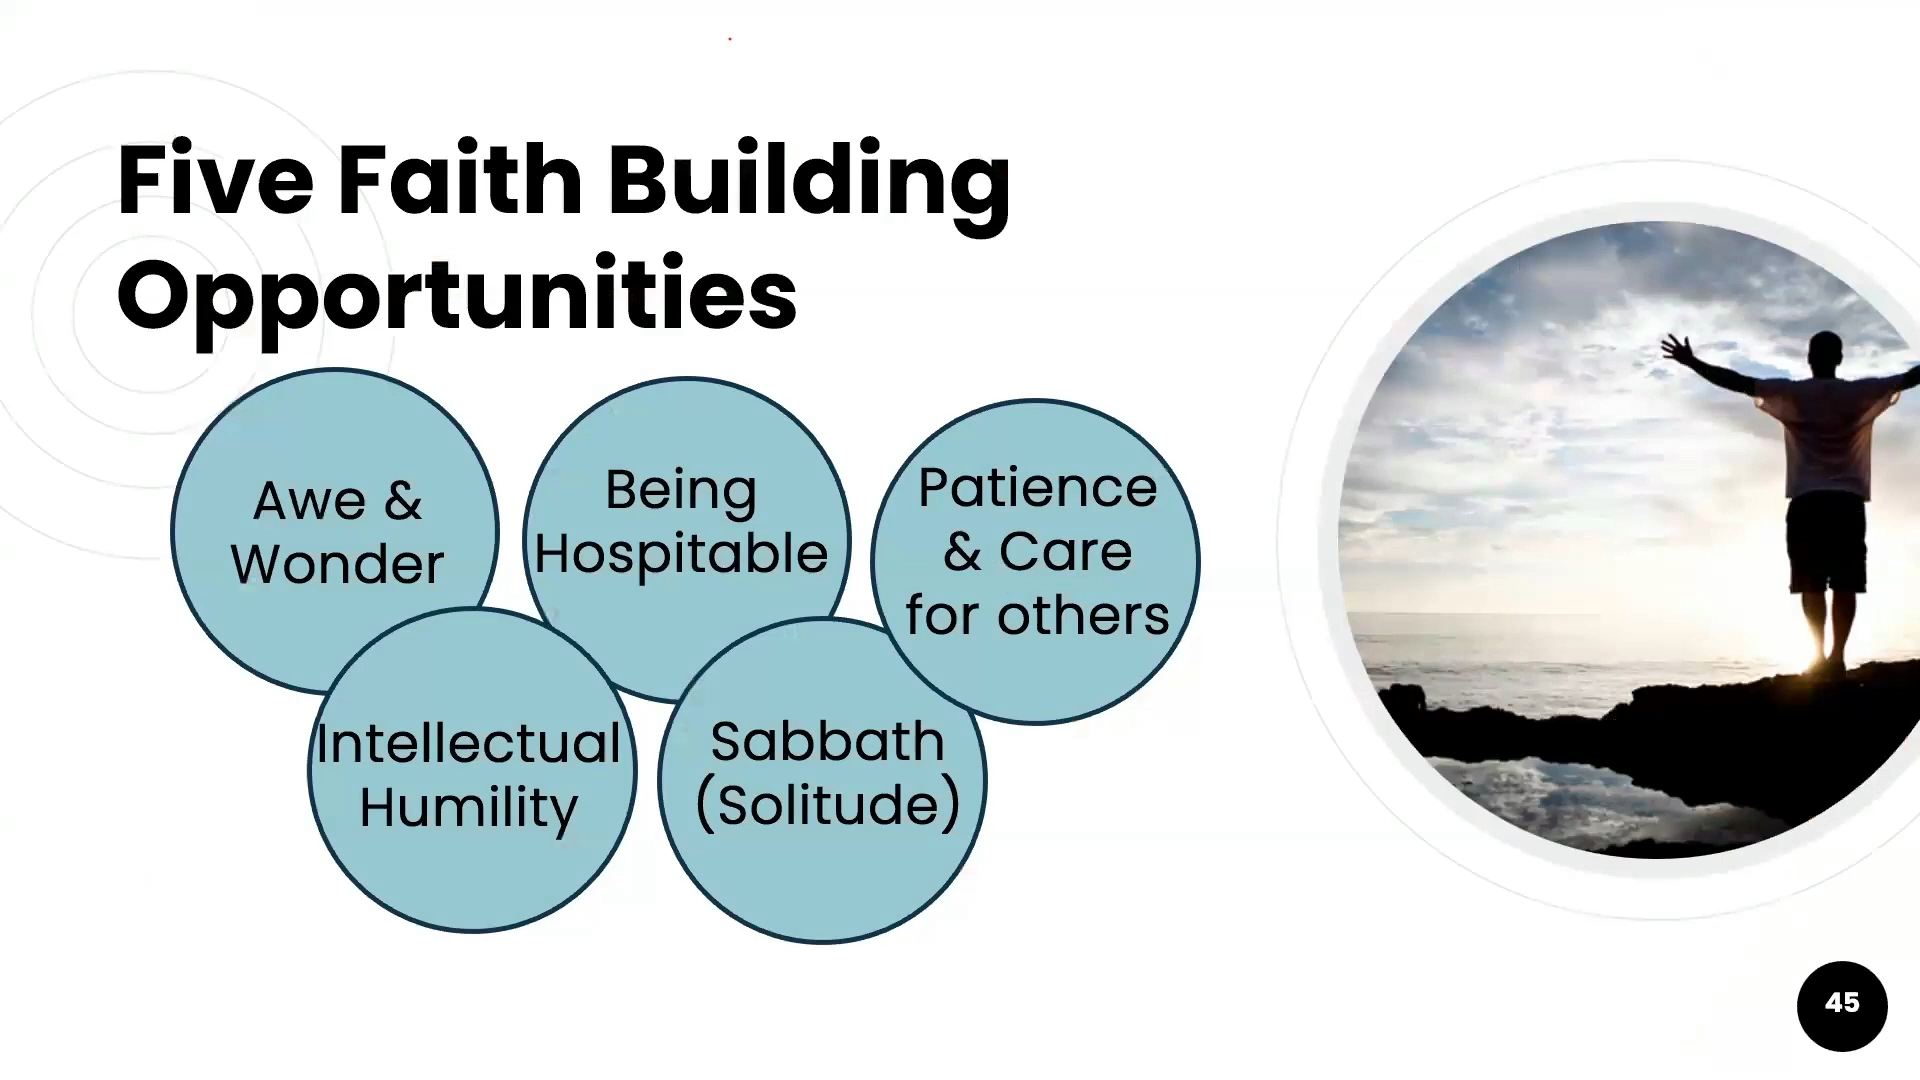 Five Faith Building
Opportunities
Awe &
Wonder
Being
Hospitable
Patience
& Care
for others
Intellectual
Humility
Sabbath
(Solitude)
45